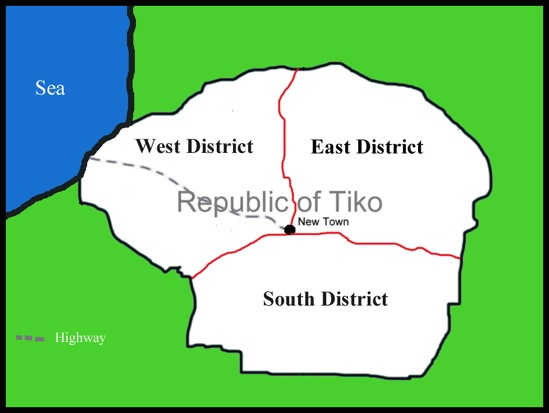 Sea
West District
East District
Republic of Tiko
New Town
South District
Highway